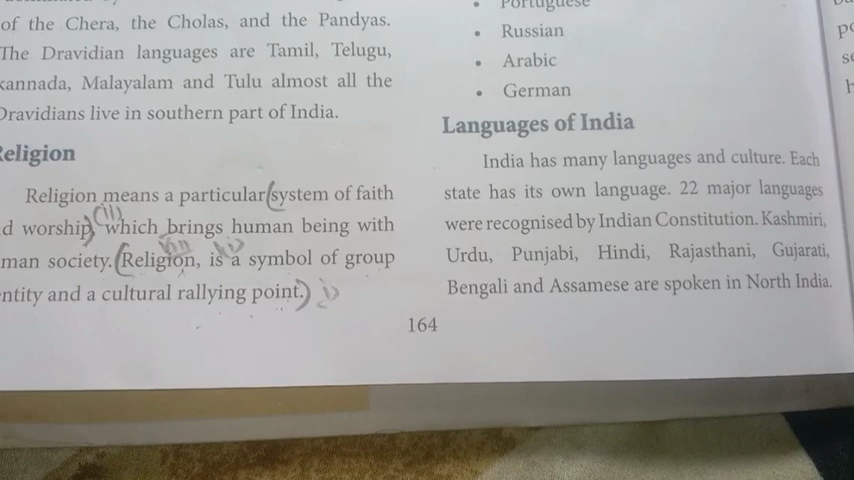 of the Chera, the Cholas, and the Pandyas.
The Dravidian languages are Tamil, Telugu,
kannada, Malayalam and Tulu almost all the
Dravidians live in southern part of India.
Religion
Religion means a particular (system of faith
d worship) which brings human being with
man society. (Religion, is a symbol of group
entity and a cultural rallying point.)
• Portuguese
• Russian
• Arabic
• German
Languages of India
India has many languages and culture. Each
state has its own language. 22 major languages
were recognised by Indian Constitution. Kashmiri,
Urdu, Punjabi, Hindi, Rajasthani, Gujarati,
Bengali and Assamese are spoken in North India.
164